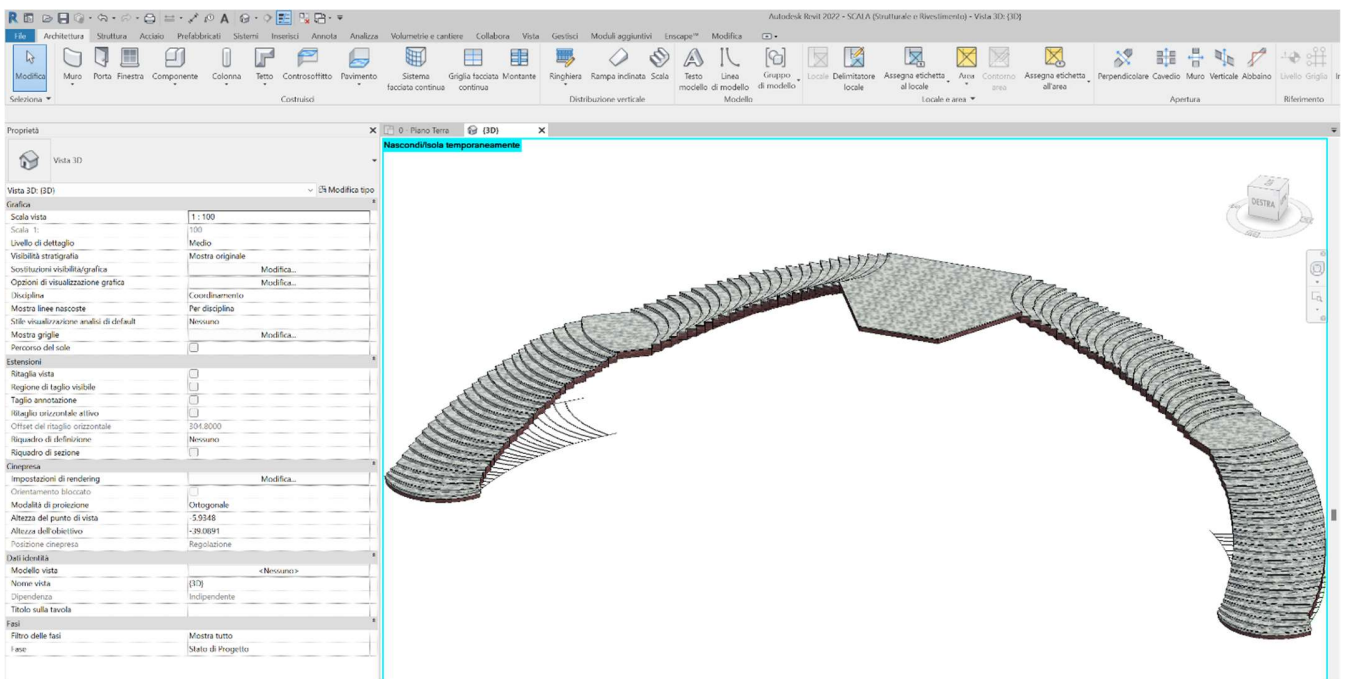 Autodesk Revit 2022 - SCALA (Strutturale e Rivestimento) - Vista 3D: {3D}
File Architettura Struttura Acciaio Prefabbricati Sistemi Inserisci Annota Analizza Volumetrie e cantiere Collabora Vista Gestisci Moduli aggiuntivi Enscape™ Modifica
Modifica Muro Porta Finestra Componente Colonna Tetto Controsoffitto Pavimento Sistema facciata continua Griglia facciata continua Montante Ringhiera Rampa inclinata Scala Testo modello Linea di modello Gruppo di modello Locale Delimitatore locale Assegna etichetta al locale Area Contorno area Assegna etichetta all'area Perpendicolare Cavedio Muro Verticale Abbaino Livello Griglia
Seleziona Costruisci Distribuzione verticale Modello Locale e area Apertura Riferimento
Proprietà
0 - Piano Terra {3D}
Nascondi/Isola temporaneamente
Vista 3D
Vista 3D: {3D} Modifica tipo
Grafica
Scala vista 1 : 100
Scala 1: 100
Livello di dettaglio Medio
Visibilità stratigrafia Mostra originale
Sostituzioni visibilità/grafica Modifica...
Opzioni di visualizzazione grafica Modifica...
Disciplina Coordinamento
Mostra linee nascoste Per disciplina
Stile visualizzazione analisi di default Nessuno
Mostra griglie Modifica...
Percorso del sole
Estensioni
Ritaglia vista
Regione di taglio visibile
Taglio annotazione
Ritaglio orizzontale attivo
Offset del ritaglio orizzontale 304.8000
Riquadro di definizione Nessuno
Riquadro di sezione
Cinepresa
Impostazioni di rendering Modifica...
Orientamento bloccato
Modalità di proiezione Ortogonale
Altezza del punto di vista -5.9348
Altezza dell'obiettivo -39.0891
Posizione cinepresa Regolazione
Dati identità
Modello vista <Nessuno>
Nome vista {3D}
Dipendenza Indipendente
Titolo sulla tavola
Fasi
Filtro delle fasi Mostra tutto
Fase Stato di Progetto
DESTRA